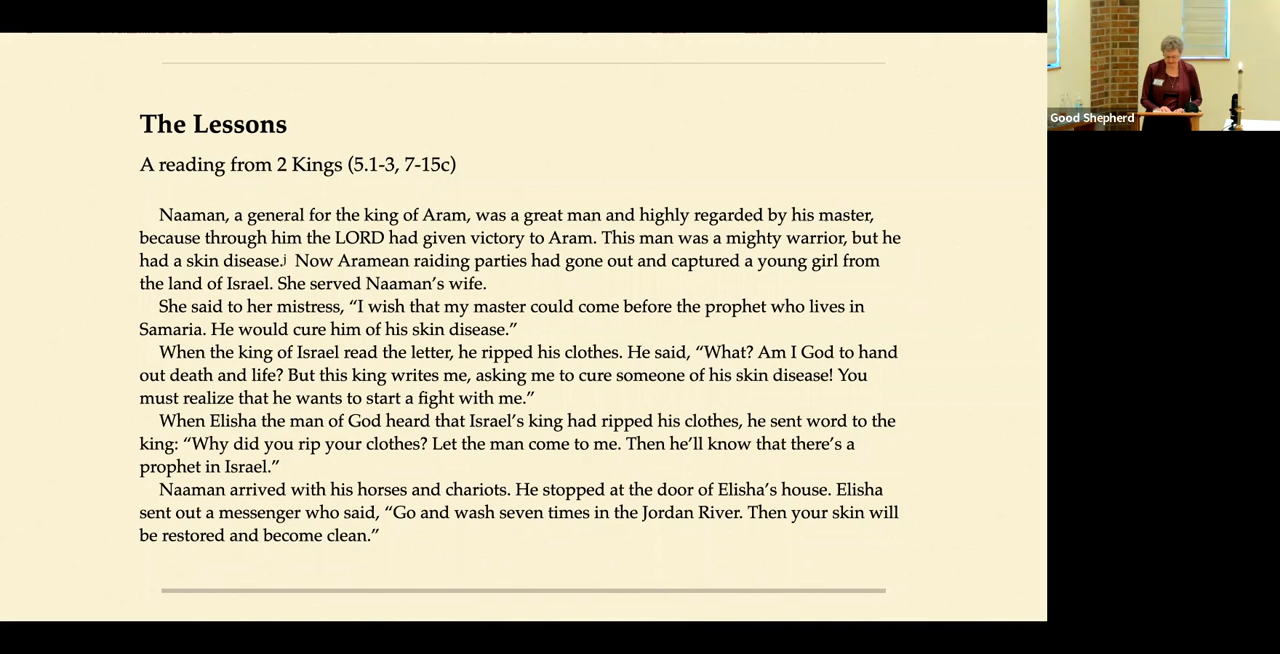 The Lessons
A reading from 2 Kings (5.1-3, 7-15c)
Naaman, a general for the king of Aram, was a great man and highly regarded by his master,
because through him the LORD had given victory to Aram. This man was a mighty warrior, but he
had a skin disease.j Now Aramean raiding parties had gone out and captured a young girl from
the land of Israel. She served Naaman’s wife.
She said to her mistress, “I wish that my master could come before the prophet who lives in
Samaria. He would cure him of his skin disease.”
When the king of Israel read the letter, he ripped his clothes. He said, “What? Am I God to hand
out death and life? But this king writes me, asking me to cure someone of his skin disease! You
must realize that he wants to start a fight with me.”
When Elisha the man of God heard that Israel’s king had ripped his clothes, he sent word to the
king: “Why did you rip your clothes? Let the man come to me. Then he’ll know that there’s a
prophet in Israel.”
Naaman arrived with his horses and chariots. He stopped at the door of Elisha’s house. Elisha
sent out a messenger who said, “Go and wash seven times in the Jordan River. Then your skin will
be restored and become clean.”
Good Shepherd